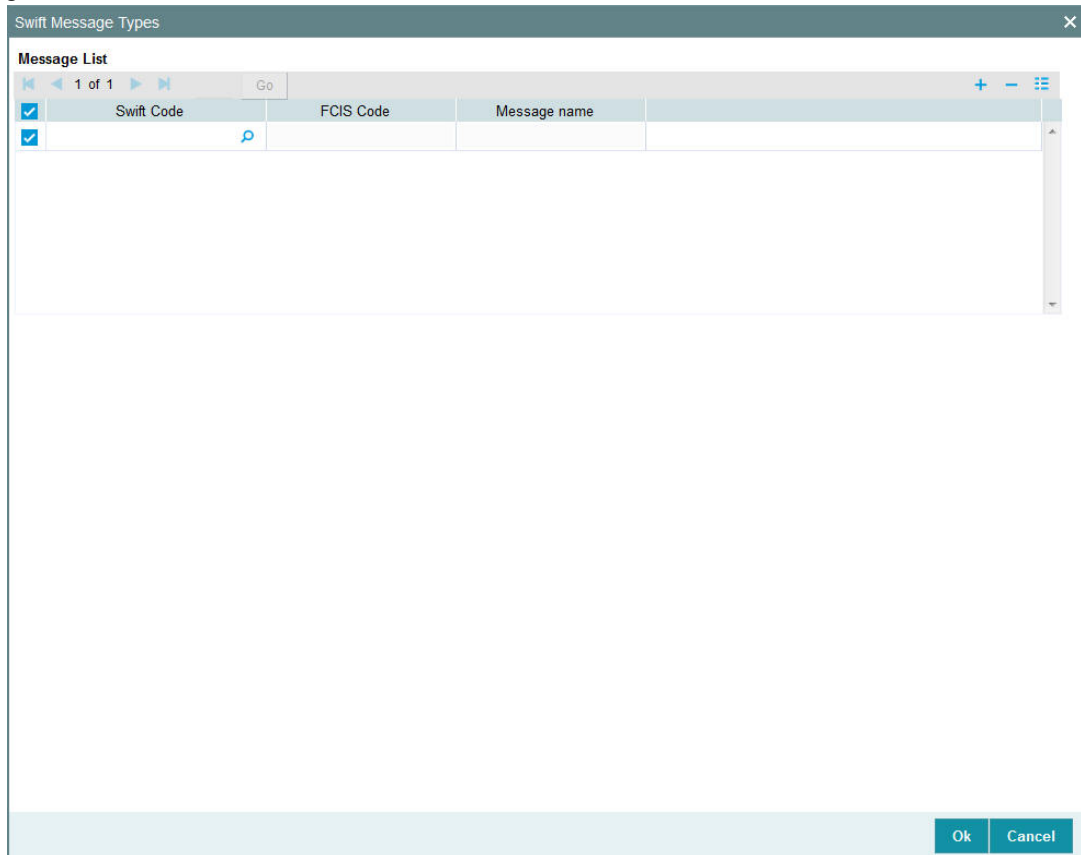 Swift Message Types
Message List
1 of 1 Go
Swift Code FCIS Code Message name
Ok Cancel